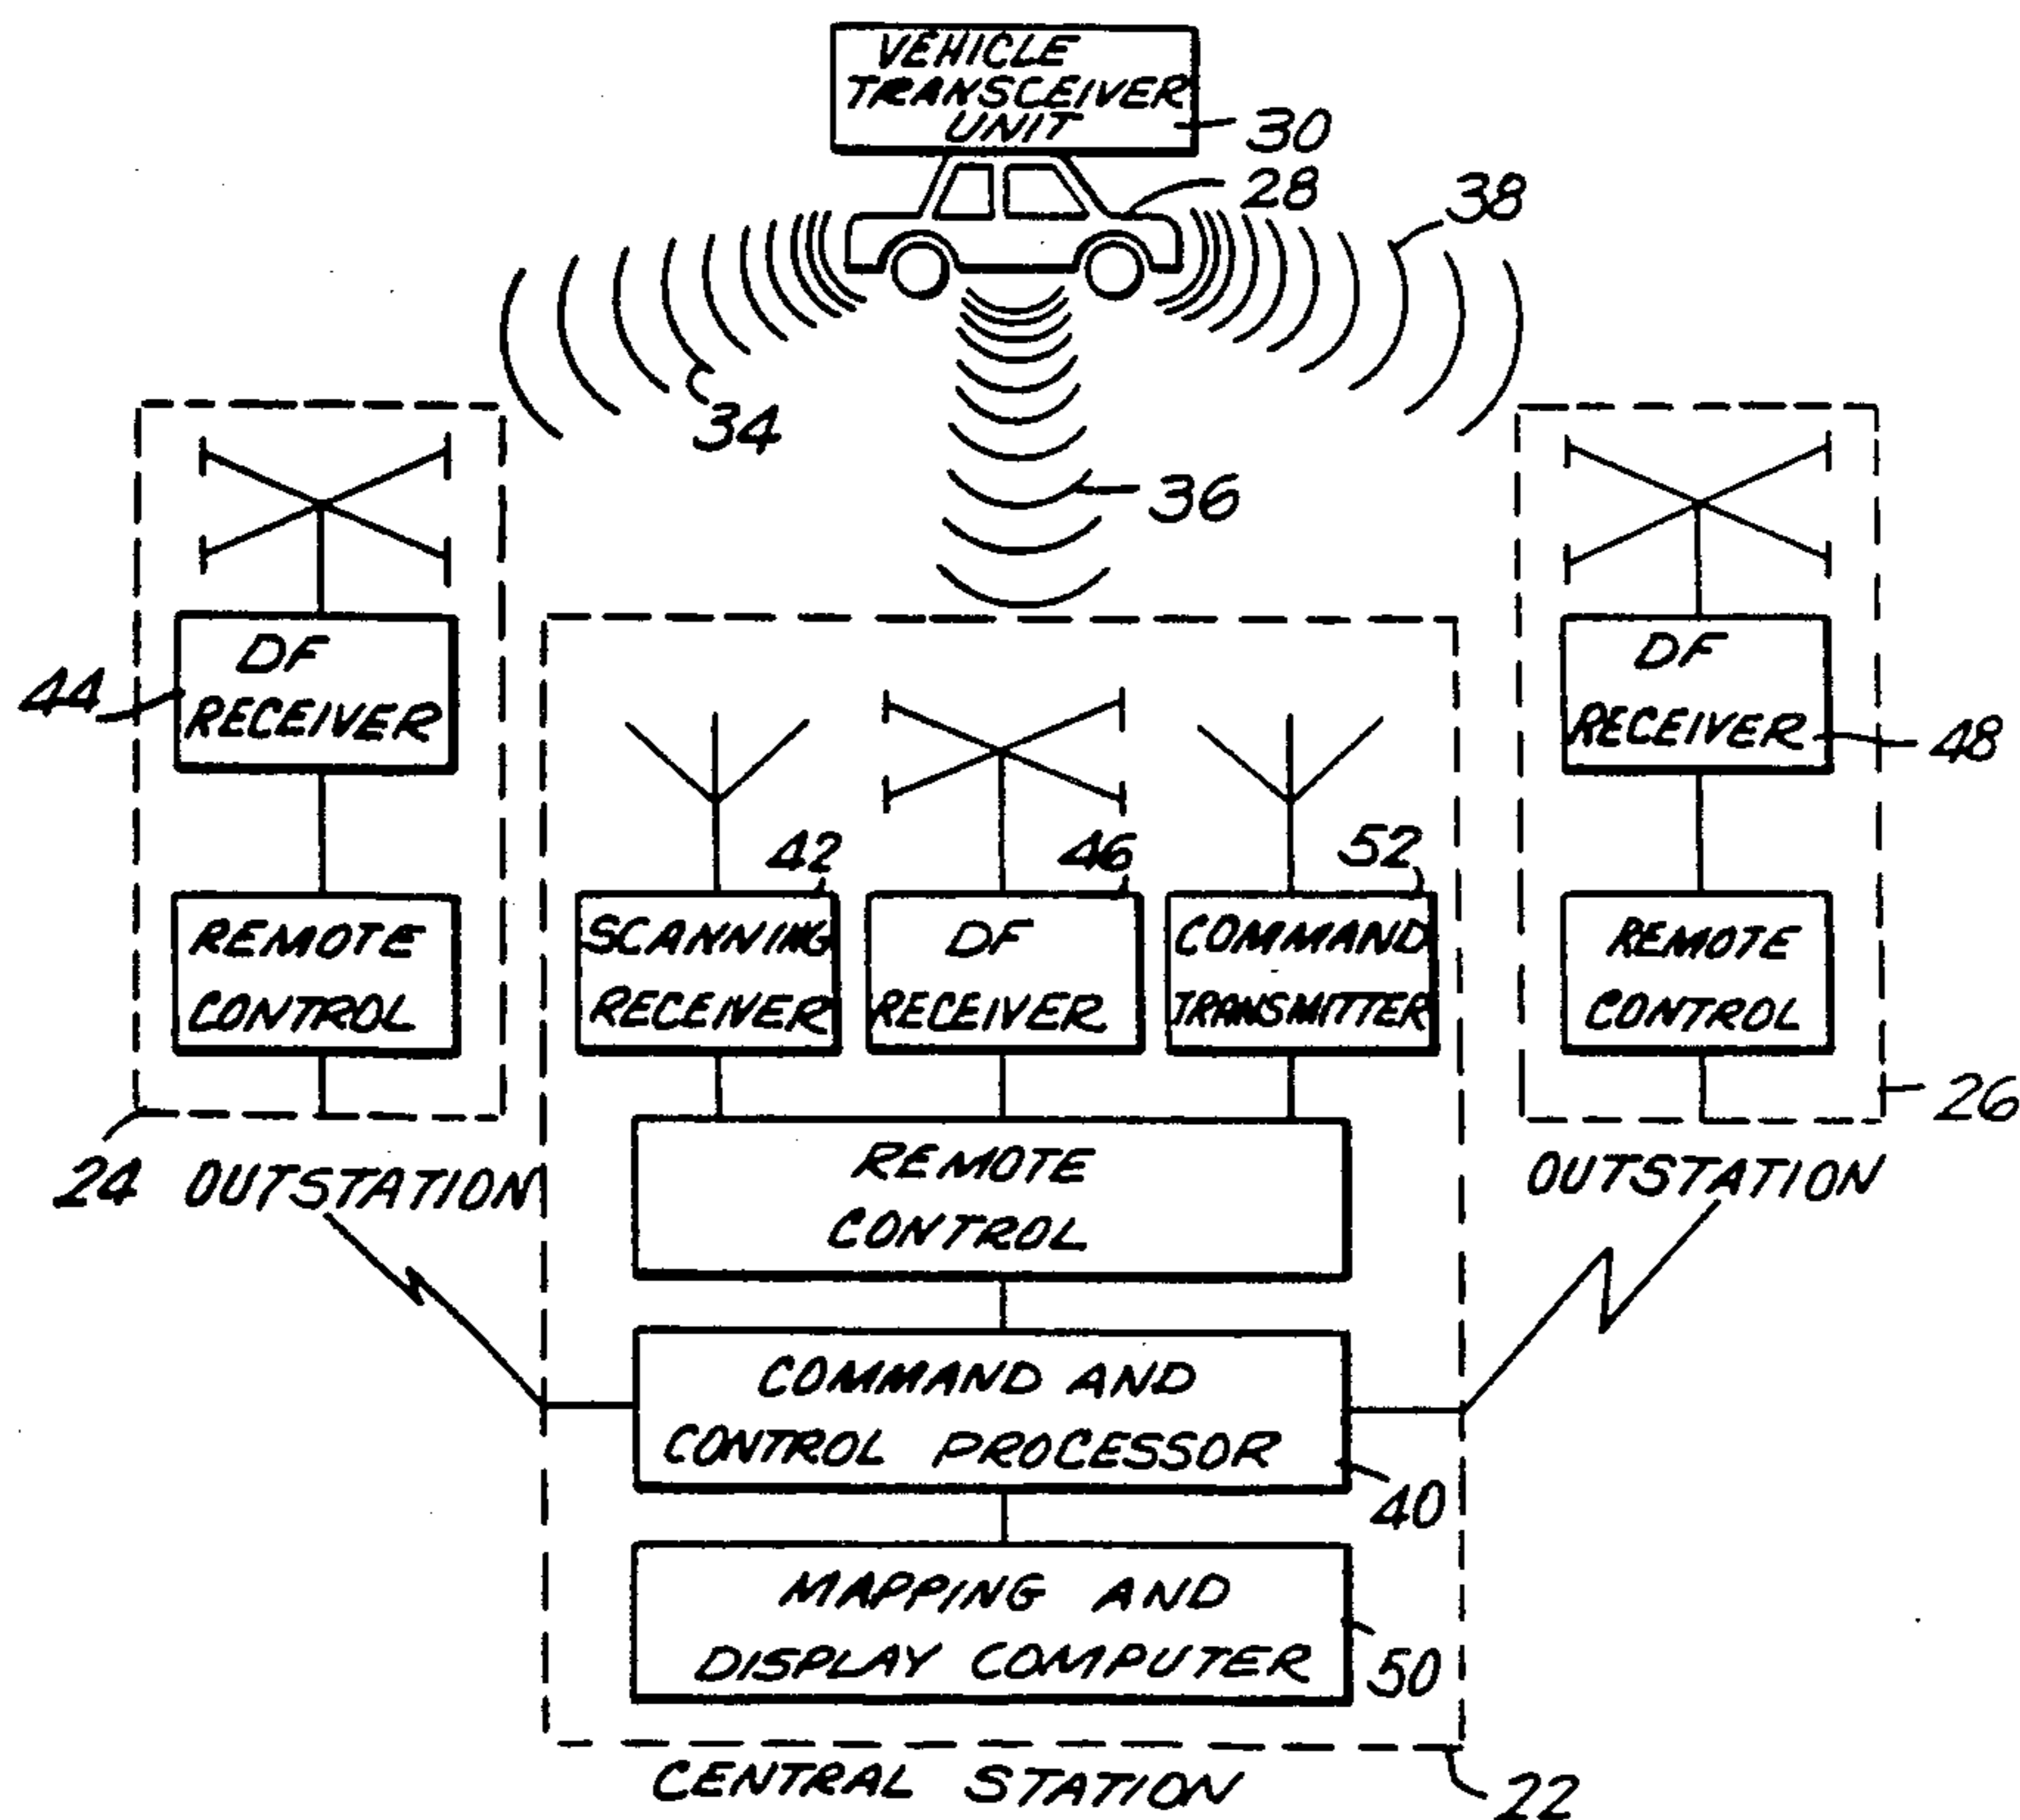 VEHICLE
TRANSCEIVER
UNIT
30
28
38
34
36
DF
RECEIVER
44
REMOTE
CONTROL
24 OUTSTATION
42
SCANNING
RECEIVER
46
DF
RECEIVER
52
COMMAND
TRANSMITTER
REMOTE
CONTROL
COMMAND AND
CONTROL PROCESSOR
40
MAPPING AND
DISPLAY COMPUTER
50
CENTRAL STATION
22
DF
RECEIVER
48
REMOTE
CONTROL
26
OUTSTATION